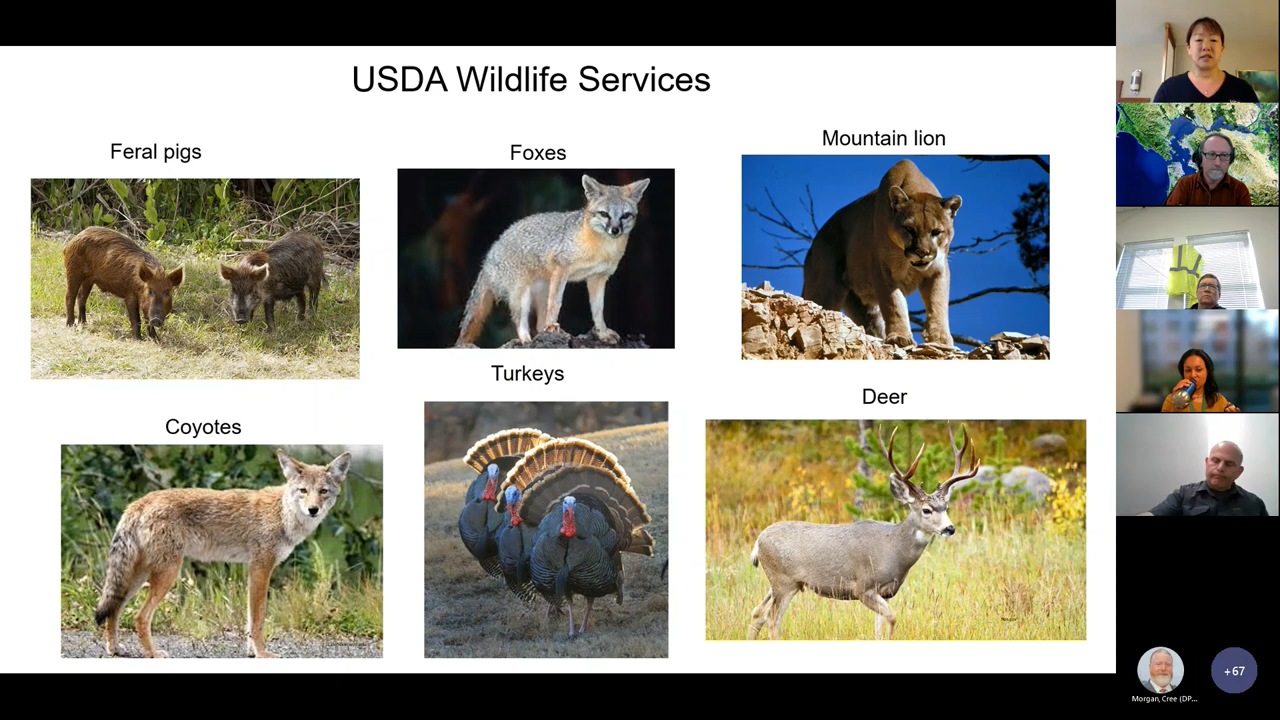 USDA Wildlife Services
Feral pigs
Foxes
Mountain lion
Coyotes
Turkeys
Deer
Morgan, Cree (DP...
+67